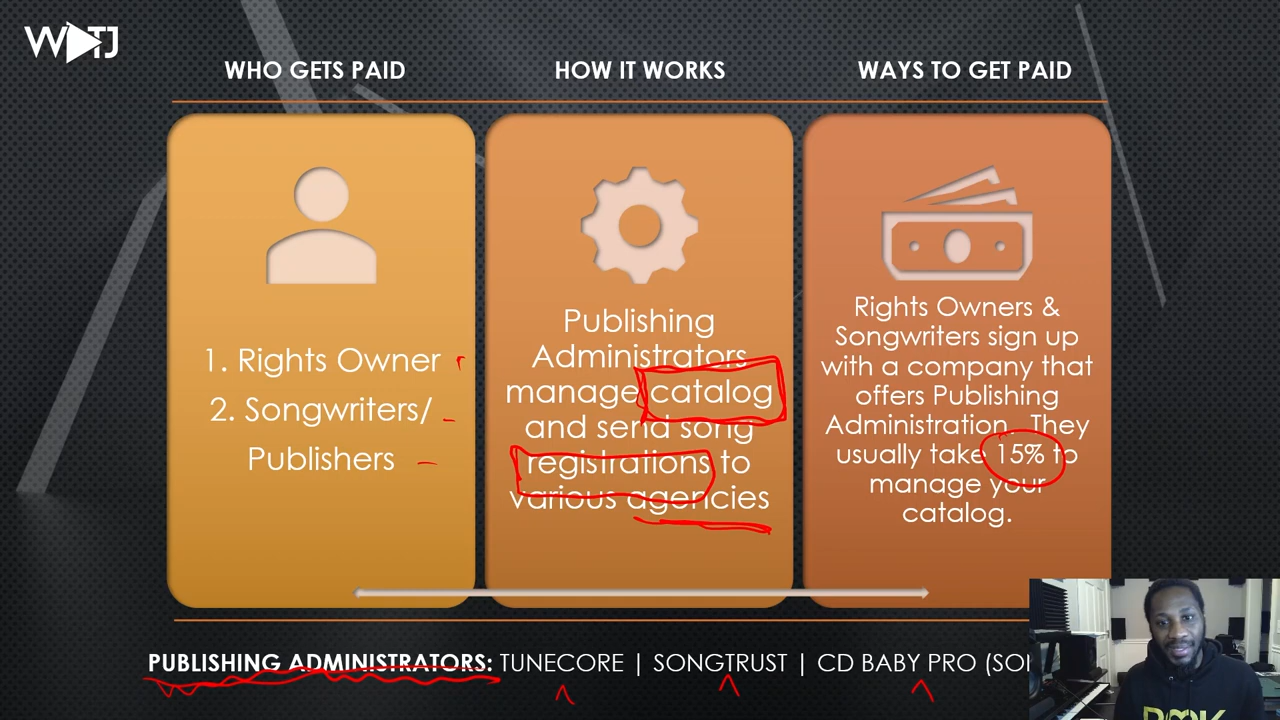 WDTJ
WHO GETS PAID
HOW IT WORKS
WAYS TO GET PAID
1. Rights Owner
2. Songwriters/
Publishers
Publishing
Administrators
manage catalog
and send song
registrations to
various agencies
Rights Owners &
Songwriters sign up
with a company that
offers Publishing
Administration. They
usually take 15% to
manage your
catalog.
PUBLISHING ADMINISTRATORS: TUNECORE | SONGTRUST | CD BABY PRO